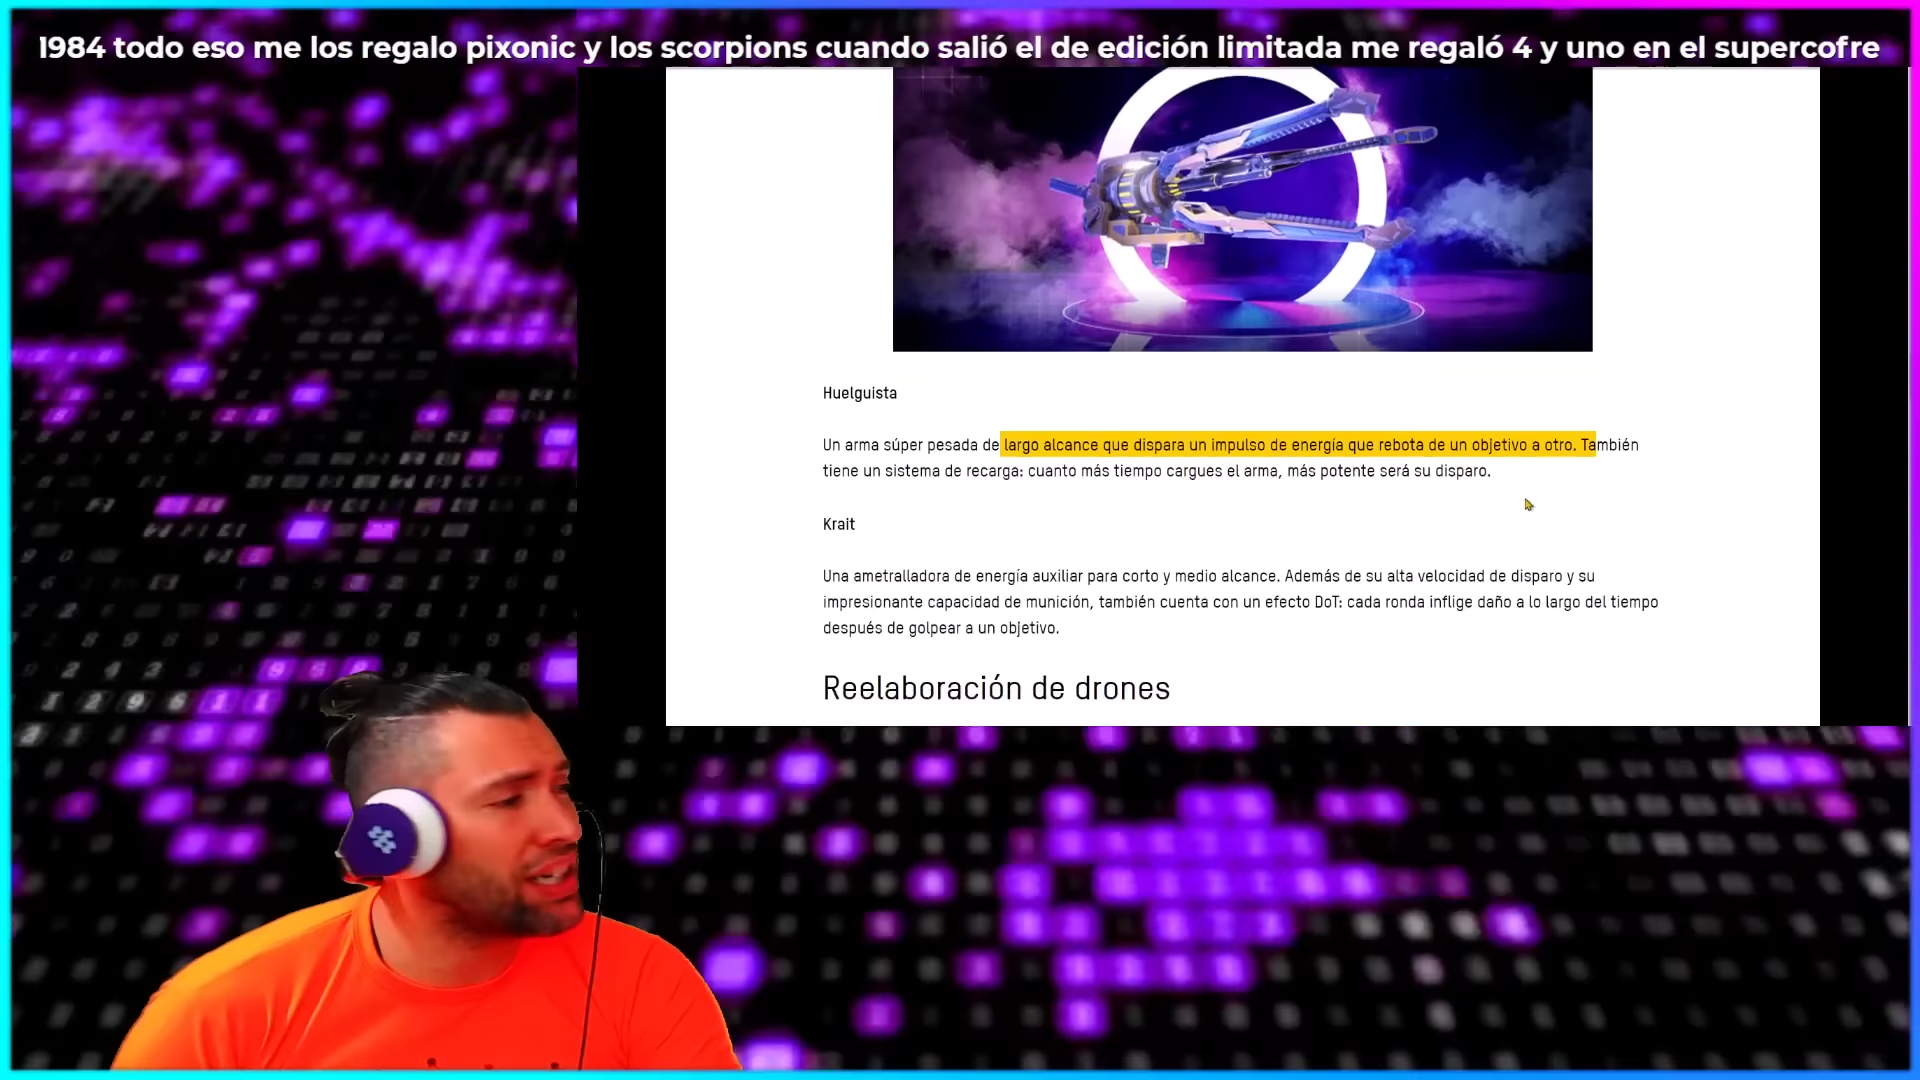 1984 todo eso me los regalo pixonic y los scorpions cuando salió el de edición limitada me regaló 4 y uno en el supercofre
Huelguista
Un arma súper pesada de largo alcance que dispara un impulso de energía que rebota de un objetivo a otro. También
tiene un sistema de recarga: cuanto más tiempo cargues el arma, más potente será su disparo.
Krait
Una ametralladora de energía auxiliar para corto y medio alcance. Además de su alta velocidad de disparo y su
impresionante capacidad de munición, también cuenta con un efecto DoT: cada ronda inflige daño a lo largo del tiempo
después de golpear a un objetivo.
Reelaboración de drones